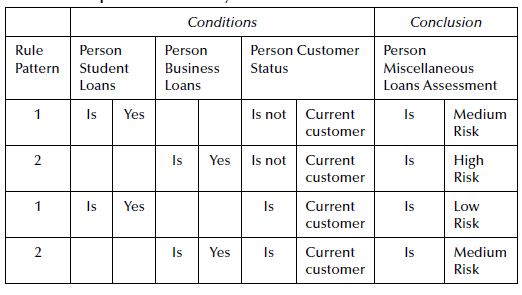 Conditions Conclusion
Rule Person Person Person Customer Person
Pattern Student Business Status Miscellaneous
Loans Loans Loans Assessment
1 Is Yes Is not Current Is Medium
customer Risk
2 Is Yes Is not Current Is High
customer Risk
1 Is Yes Is Current Is Low
customer Risk
2 Is Yes Is Current Is Medium
customer Risk